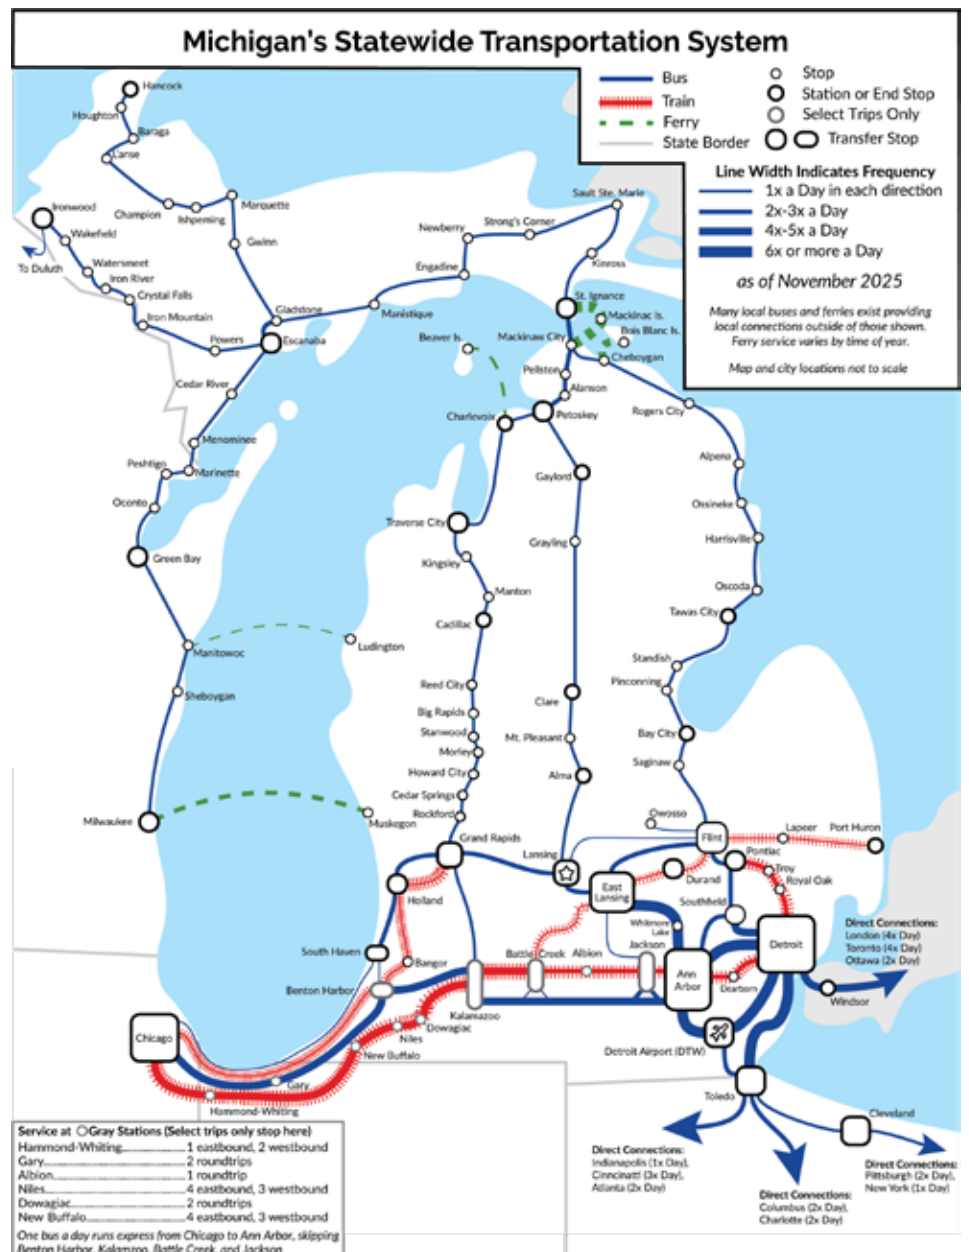 Michigan's Statewide Transportation System
Bus
Train
Ferry
State Border
Stop
Station or End Stop
Select Trips Only
Transfer Stop
Line Width Indicates Frequency
1x a Day in each direction
2x-3x a Day
4x-5x a Day
6x or more a Day
as of November 2025
Many local buses and ferries exist providing
local connections outside of those shown.
Ferry service varies by time of year.
Map and city locations not to scale
Hancock
Houghton
Baraga
L'anse
Champion
Ishpeming
Marquette
Gwinn
Ironwood
Wakefield
To Duluth
Watersmeet
Iron River
Crystal Falls
Iron Mountain
Powers
Gladstone
Escanaba
Cedar River
Menominee
Marinette
Peshtigo
Oconto
Green Bay
Manitowoc
Sheboygan
Milwaukee
Manistique
Engadine
Newberry
Strong's Corner
Sault Ste. Marie
Kinross
St. Ignance
Mackinac Is.
Bois Blanc Is.
Mackinaw City
Cheboygan
Beaver Is.
Pellston
Alanson
Charlevoix
Petoskey
Rogers City
Alpena
Ossineke
Harrisville
Oscoda
Tawas City
Standish
Pinconning
Bay City
Saginaw
Gaylord
Grayling
Clare
Mt. Pleasant
Alma
Traverse City
Kingsley
Manton
Cadillac
Reed City
Big Rapids
Stanwood
Morley
Howard City
Cedar Springs
Rockford
Grand Rapids
Ludington
Muskegon
Lansing
East
Lansing
Owosso
Flint
Lapeer
Port Huron
Durand
Pontiac
Troy
Royal Oak
Southfield
Detroit
Whitmore
Lake
Holland
South Haven
Bangor
Benton Harbor
Kalamazoo
Battle Creek
Albion
Jackson
Ann
Arbor
Dearborn
Detroit Airport (DTW)
Windsor
Direct Connections:
London (4x Day)
Toronto (4x Day)
Ottawa (2x Day)
Chicago
Dowagiac
Niles
New Buffalo
Gary
Hammond-Whiting
Toledo
Cleveland
Direct Connections:
Indianapolis (1x Day),
Cinncinati (3x Day),
Atlanta (2x Day)
Direct Connections:
Columbus (2x Day),
Charlotte (2x Day)
Direct Connections:
Pittsburgh (2x Day),
New York (1x Day)
Service at Gray Stations (Select trips only stop here)
Hammond-Whiting 1 eastbound, 2 westbound
Gary 2 roundtrips
Albion 1 roundtrip
Niles 4 eastbound, 3 westbound
Dowagiac 2 roundtrips
New Buffalo 4 eastbound, 3 westbound
One bus a day runs express from Chicago to Ann Arbor, skipping
Benton Harbor, Kalamzoo, Battle Creek, and Jackson